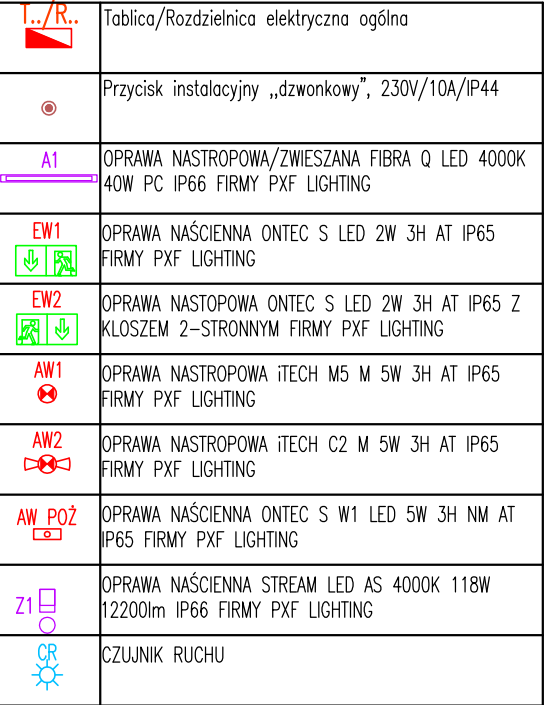 T../R..
Tablica/Rozdzielnica elektryczna ogólna
Przycisk instalacyjny „dzwonkowy”, 230V/10A/IP44
A1
OPRAWA NASTROPOWA/ZWIESZANA FIBRA Q LED 4000K
40W PC IP66 FIRMY PXF LIGHTING
EW1
OPRAWA NAŚCIENNA ONTEC S LED 2W 3H AT IP65
FIRMY PXF LIGHTING
EW2
OPRAWA NASTOPOWA ONTEC S LED 2W 3H AT IP65 Z
KLOSZEM 2-STRONNYM FIRMY PXF LIGHTING
AW1
OPRAWA NASTROPOWA iTECH M5 M 5W 3H AT IP65
FIRMY PXF LIGHTING
AW2
OPRAWA NASTROPOWA iTECH C2 M 5W 3H AT IP65
FIRMY PXF LIGHTING
AW POŻ
OPRAWA NAŚCIENNA ONTEC S W1 LED 5W 3H NM AT
IP65 FIRMY PXF LIGHTING
Z1
OPRAWA NAŚCIENNA STREAM LED AS 4000K 118W
12200lm IP66 FIRMY PXF LIGHTING
CR
CZUJNIK RUCHU